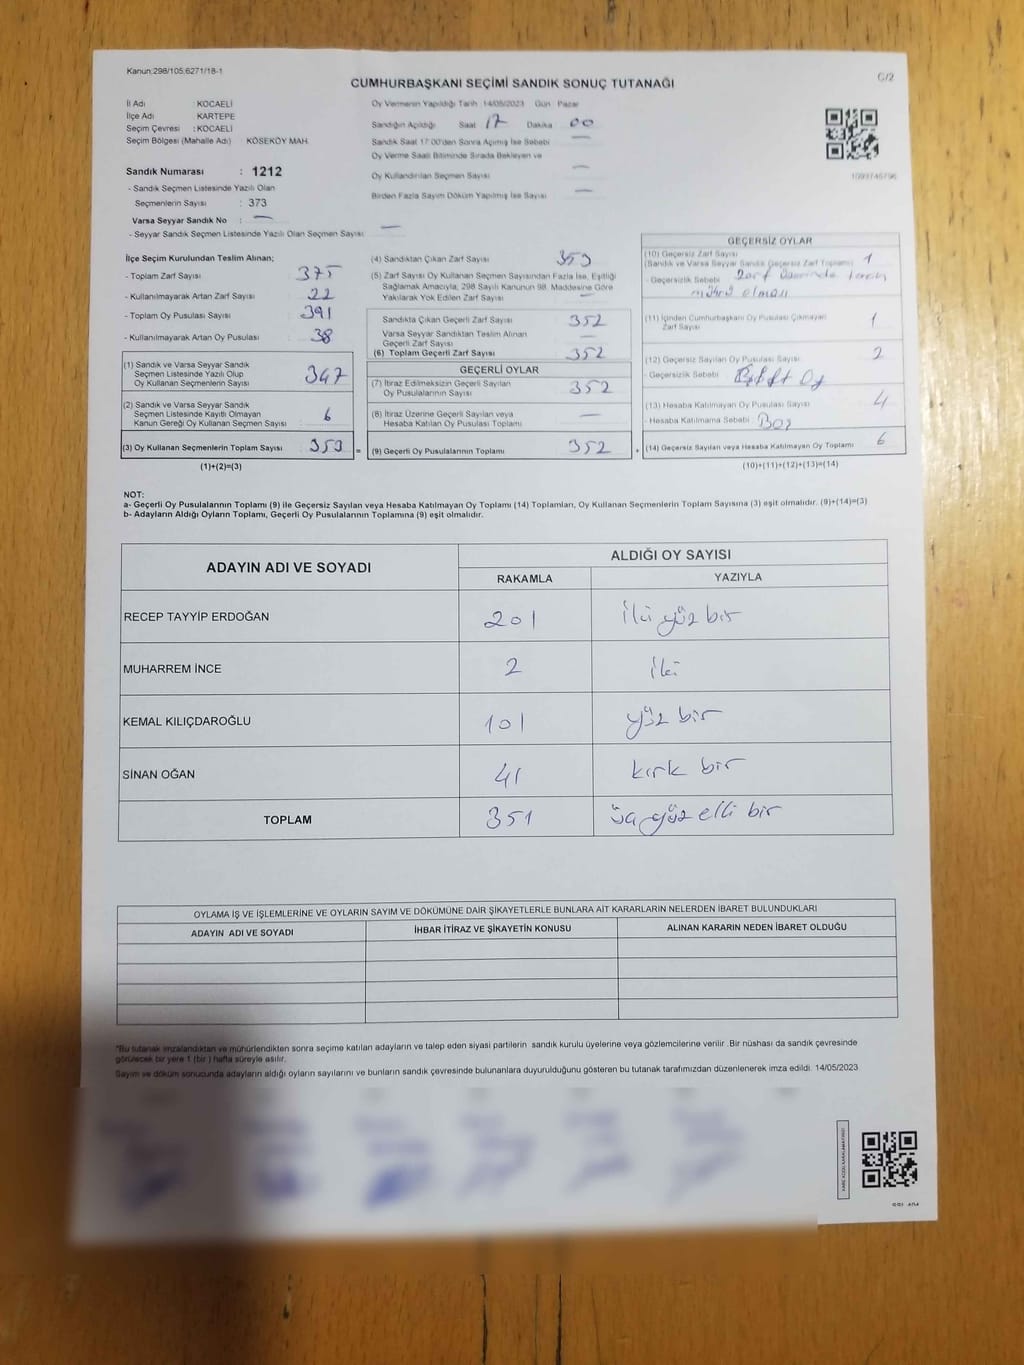 Kanun:298/105,6271/18-1
C/2
CUMHURBAŞKANI SEÇİMİ SANDIK SONUÇ TUTANAĞI
İl Adı KOCAELİ
İlçe Adı KARTEPE
Seçim Çevresi : KOCAELİ
Seçim Bölgesi (Mahalle Adı) KÖSEKÖY MAH.
Oy Vermenin Yapıldığı Tarih 14/05/2023 Gün Pazar
Sandığın Açıldığı Saat 17 Dakika 00
Sandık Saat 17.00'den Sonra Açımış İse Sebebi —
Oy Verme Saati Bitiminde Sırada Bekleyen ve
Oy Kullandırılan Seçmen Sayısı —
Birden Fazla Sayım Döküm Yapılmış İse Sayısı —
1093745796
Sandık Numarası : 1212
- Sandık Seçmen Listesinde Yazılı Olan
Seçmenlerin Sayısı : 373
Varsa Seyyar Sandık No : —
- Seyyar Sandık Seçmen Listesinde Yazılı Olan Seçmen Sayısı —
İlçe Seçim Kurulundan Teslim Alınan;
- Toplam Zarf Sayısı 375
- Kullanılmayarak Artan Zarf Sayısı 22
- Toplam Oy Pusulası Sayısı 391
- Kullanılmayarak Artan Oy Pusulası 38
(1) Sandık ve Varsa Seyyar Sandık
Seçmen Listesinde Yazılı Olup
Oy Kullanan Seçmenlerin Sayısı 347
(2) Sandık ve Varsa Seyyar Sandık
Seçmen Listesinde Kayıtlı Olmayan
Kanun Gereği Oy Kullanan Seçmen Sayısı 6
(3) Oy Kullanan Seçmenlerin Toplam Sayısı 353 =
(1)+(2)=(3)
(4) Sandıktan Çıkan Zarf Sayısı 353
(5) Zarf Sayısı Oy Kullanan Seçmen Sayısından Fazla İse, Eşitliği
Sağlamak Amacıyla, 298 Sayılı Kanunun 98. Maddesine Göre
Yakılarak Yok Edilen Zarf Sayısı —
Sandıkta Çıkan Geçerli Zarf Sayısı 352
Varsa Seyyar Sandıktan Teslim Alınan
Geçerli Zarf Sayısı —
(6) Toplam Geçerli Zarf Sayısı 352
GEÇERLİ OYLAR
(7) İtiraz Edilmeksizin Geçerli Sayılan
Oy Pusulalarının Sayısı 352
(8) İtiraz Üzerine Geçerli Sayılan veya
Hesaba Katılan Oy Pusulası Toplamı —
(9) Geçerli Oy Pusulalarının Toplamı 352 +
GEÇERSİZ OYLAR
(10) Geçersiz Zarf Sayısı
(Sandık ve Varsa Seyyar Sandık Geçersiz Zarf Toplamı) 1
- Geçersizlik Sebebi Zarf Üzerinde
mührü olması
(11) İçinden Cumhurbaşkanı Oy Pusulası Çıkmayan
Zarf Sayısı 1
(12) Geçersiz Sayılan Oy Pusulası Sayısı 2
- Geçersizlik Sebebi Çift Oy
(13) Hesaba Katılmayan Oy Pusulası Sayısı 4
- Hesaba Katılmama Sebebi : Boş
(14) Geçersiz Sayılan veya Hesaba Katılmayan Oy Toplamı 6
(10)+(11)+(12)+(13)=(14)
NOT:
a- Geçerli Oy Pusulalarının Toplamı (9) ile Geçersiz Sayılan veya Hesaba Katılmayan Oy Toplamı (14) Toplamları, Oy Kullanan Seçmenlerin Toplam Sayısına (3) eşit olmalıdır. (9)+(14)=(3)
b- Adayların Aldığı Oyların Toplamı, Geçerli Oy Pusulalarının Toplamına (9) eşit olmalıdır.
ADAYIN ADI VE SOYADI ALDIĞI OY SAYISI
RAKAMLA YAZIYLA
RECEP TAYYİP ERDOĞAN 201 iki yüz bir
MUHARREM İNCE 2 iki
KEMAL KILIÇDAROĞLU 101 yüz bir
SİNAN OĞAN 41 kırk bir
TOPLAM 351 üç yüz elli bir
OYLAMA İŞ VE İŞLEMLERİNE VE OYLARIN SAYIM VE DÖKÜMÜNE DAİR ŞİKAYETLERLE BUNLARA AİT KARARLARIN NELERDEN İBARET BULUNDUKLARI
ADAYIN ADI VE SOYADI İHBAR İTİRAZ VE ŞİKAYETİN KONUSU ALINAN KARARIN NEDEN İBARET OLDUĞU
"Bu tutanak imzalandıktan ve mühürlendikten sonra seçime katılan adayların ve talep eden siyasi partilerin sandık kurulu üyelerine veya gözlemcilerine verilir. Bir nüshası da sandık çevresinde
görülecek bir yere 1 (bir ) hafta süreyle asılır.
Sayım ve döküm sonucunda adayların aldığı oyların sayılarını ve bunların sandık çevresinde bulunanlara duyurulduğunu gösteren bu tutanak tarafımızdan düzenlenerek imza edildi. 14/05/2023